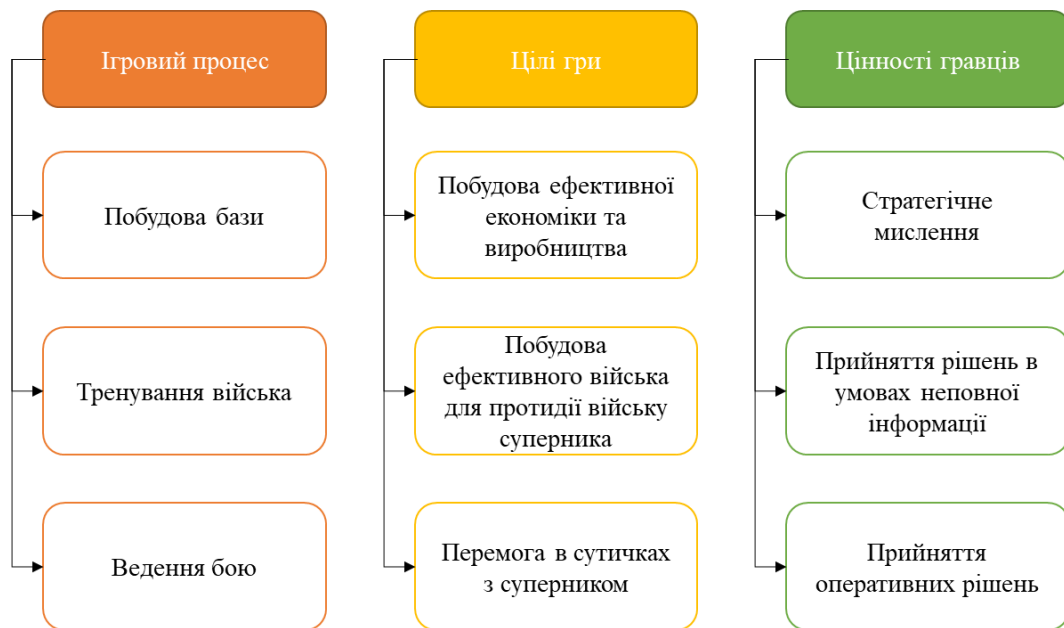 Ігровий процес
Побудова бази
Тренування війська
Ведення бою
Цілі гри
Побудова ефективної
економіки та
виробництва
Побудова
ефективного війська
для протидії війську
суперника
Перемога в сутичках
з суперником
Цінності гравців
Стратегічне
мислення
Прийняття рішень в
умовах неповної
інформації
Прийняття
оперативних рішень